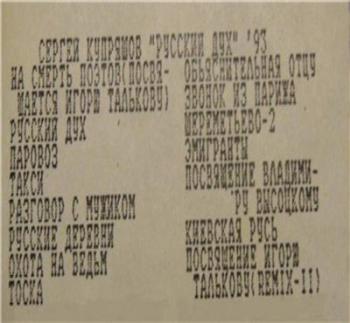 СЕРГЕЙ КУПРЯШОВ "РУССКИЙ ДУХ" '93
НА СМЕРТЬ ПОЭТОВ(ПОСВЯ-
ЩАЕТСЯ ИГОРЮ ТАЛЬКОВУ)
РУССКИЙ ДУХ
ПАРОВОЗ
ТАКСИ
РАЗГОВОР С МУЖИКОМ
РУССКИЕ ДЕРЕВНИ
ОХОТА НА ВЕДЬМ
ТОСКА
ОБЬЯСНИТЕЛЬНАЯ ОТЦУ
ЗВОНОК ИЗ ПАРИЖА
ШЕРЕМЕТЬЕВО-2
ЭМИГРАНТЫ
ПОСВЯЩЕНИЕ ВЛАДИМИ-
РУ ВЫСОЦКОМУ
КИЕВСКАЯ РУСЬ
ПОСВЯЩЕНИЕ ИГОРЮ
ТАЛЬКОВУ(REMIX-II)